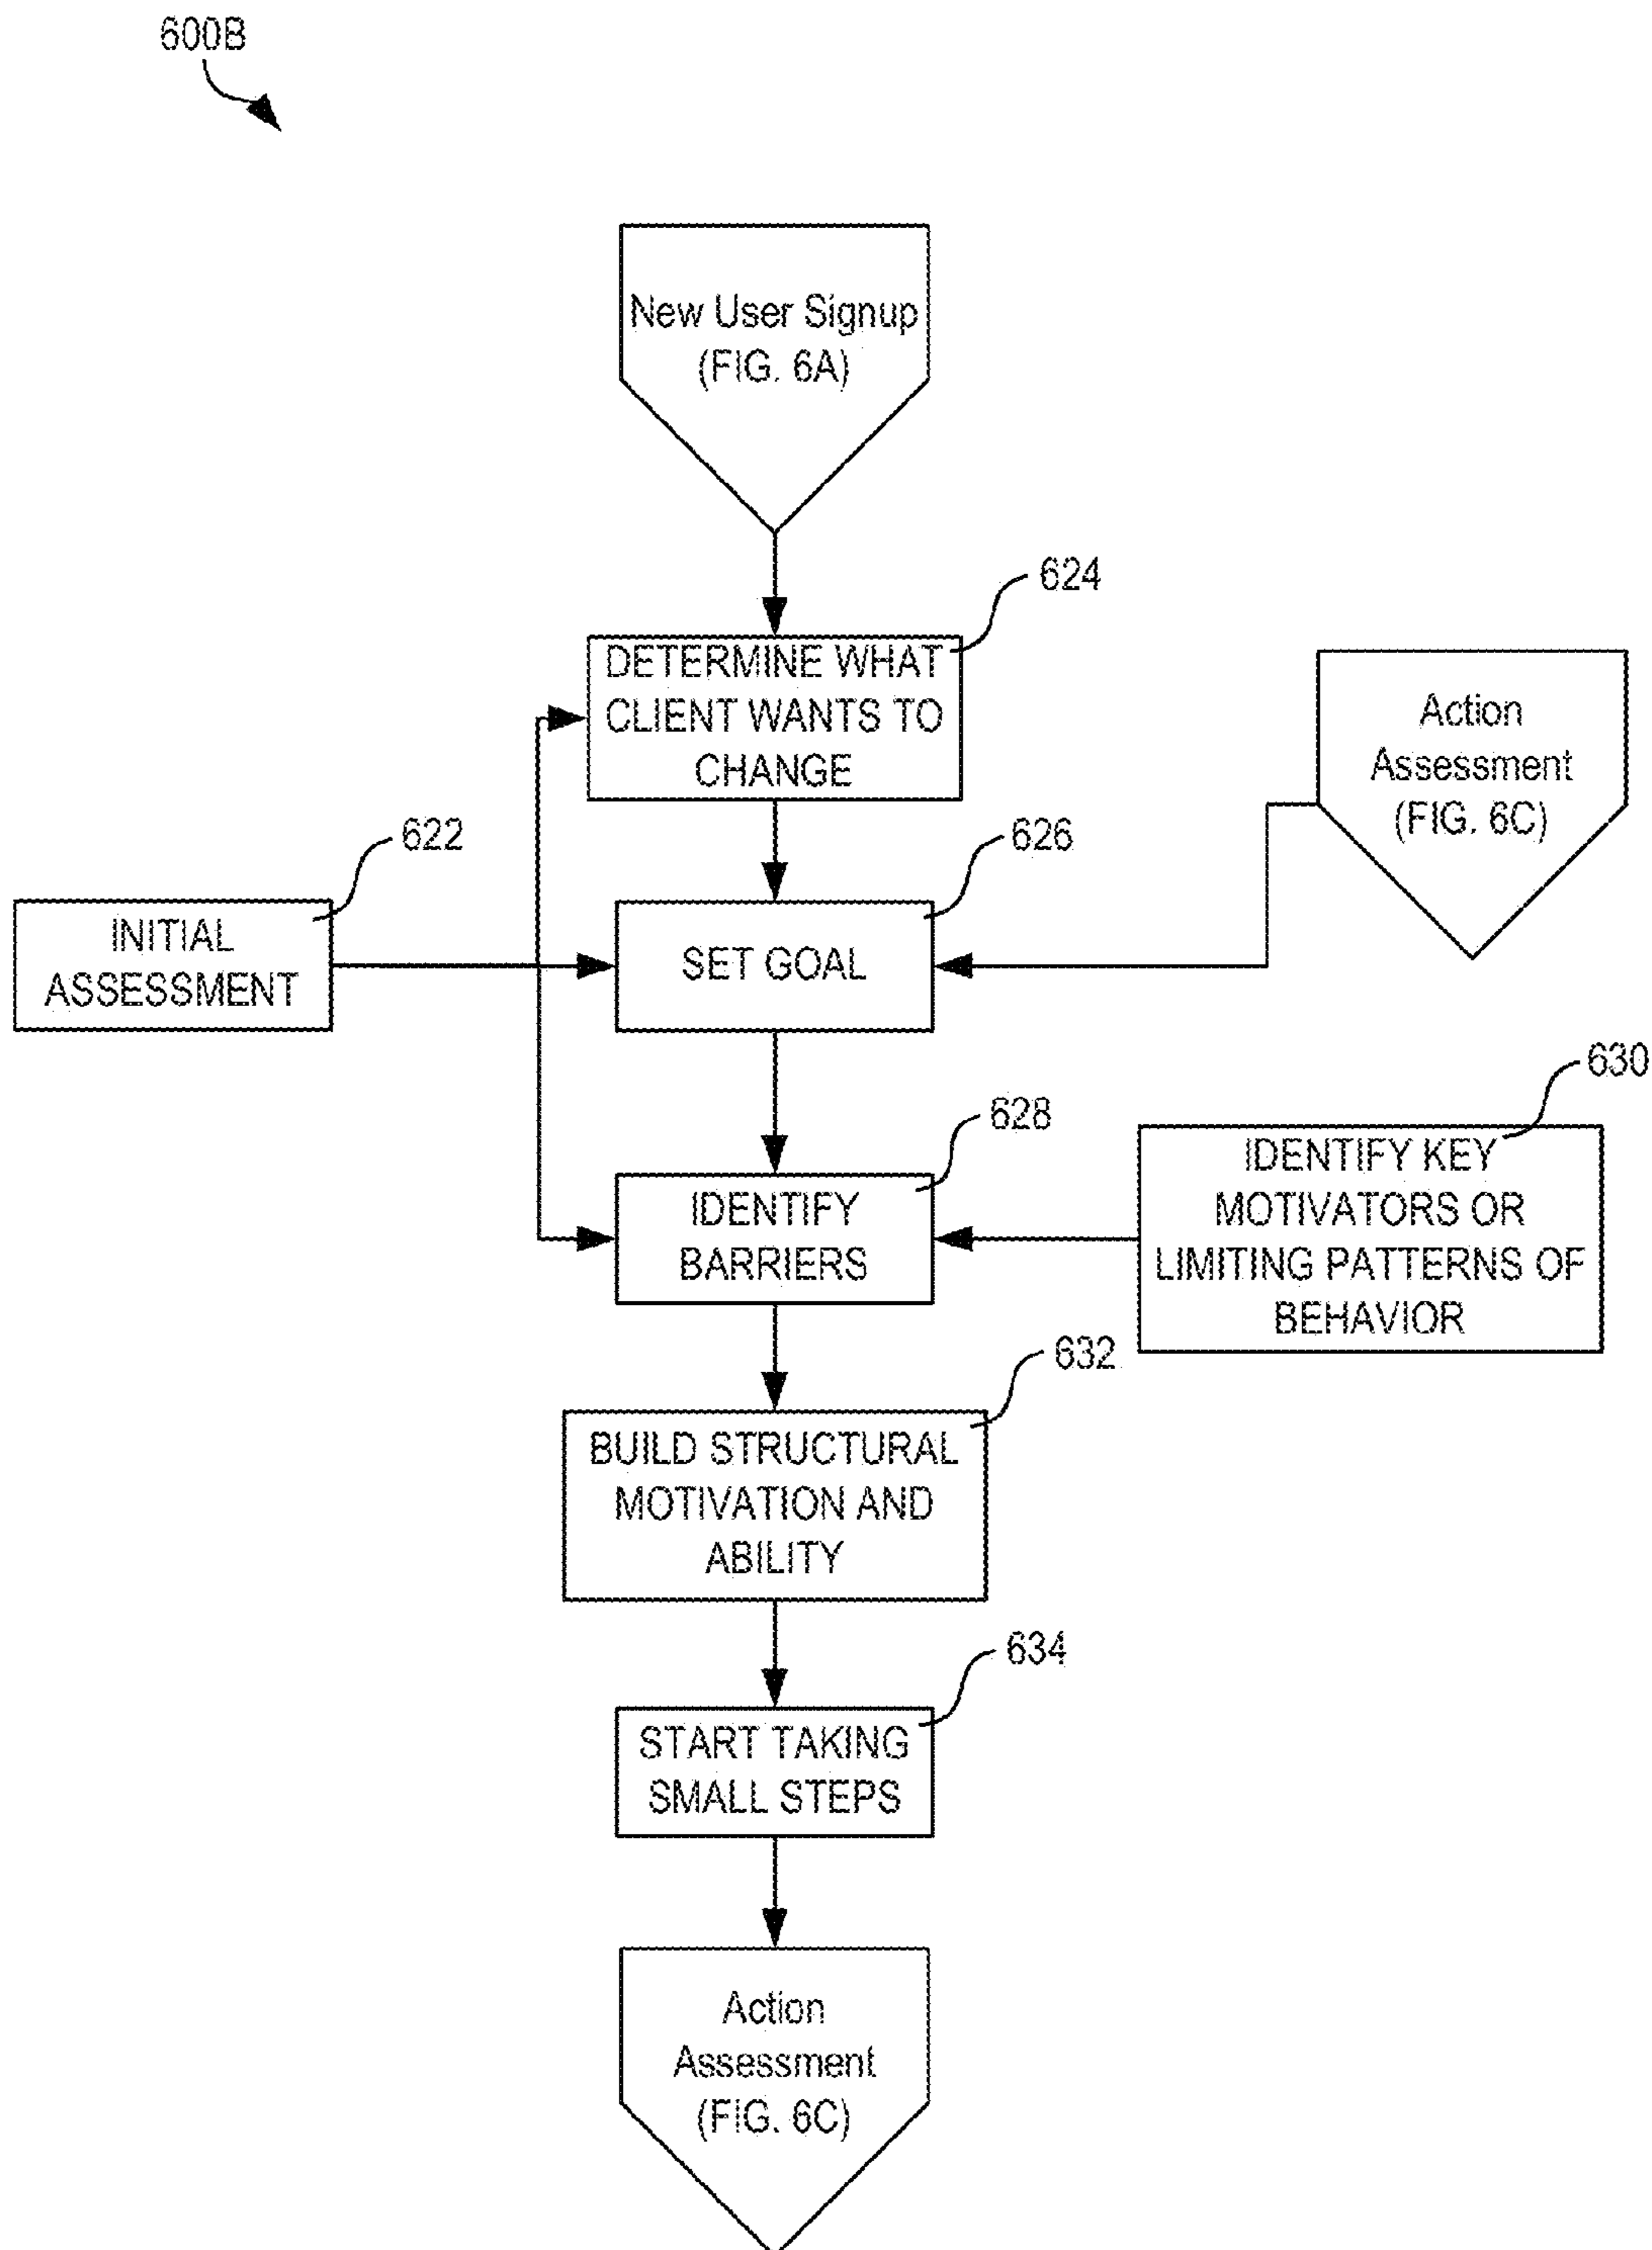 600B
New User Signup
(FIG. 6A)
624
DETERMINE WHAT
CLIENT WANTS TO
CHANGE
Action
Assessment
(FIG. 6C)
622
INITIAL
ASSESSMENT
626
SET GOAL
630
IDENTIFY KEY
MOTIVATORS OR
LIMITING PATTERNS OF
BEHAVIOR
628
IDENTIFY
BARRIERS
632
BUILD STRUCTURAL
MOTIVATION AND
ABILITY
634
START TAKING
SMALL STEPS
Action
Assessment
(FIG. 6C)